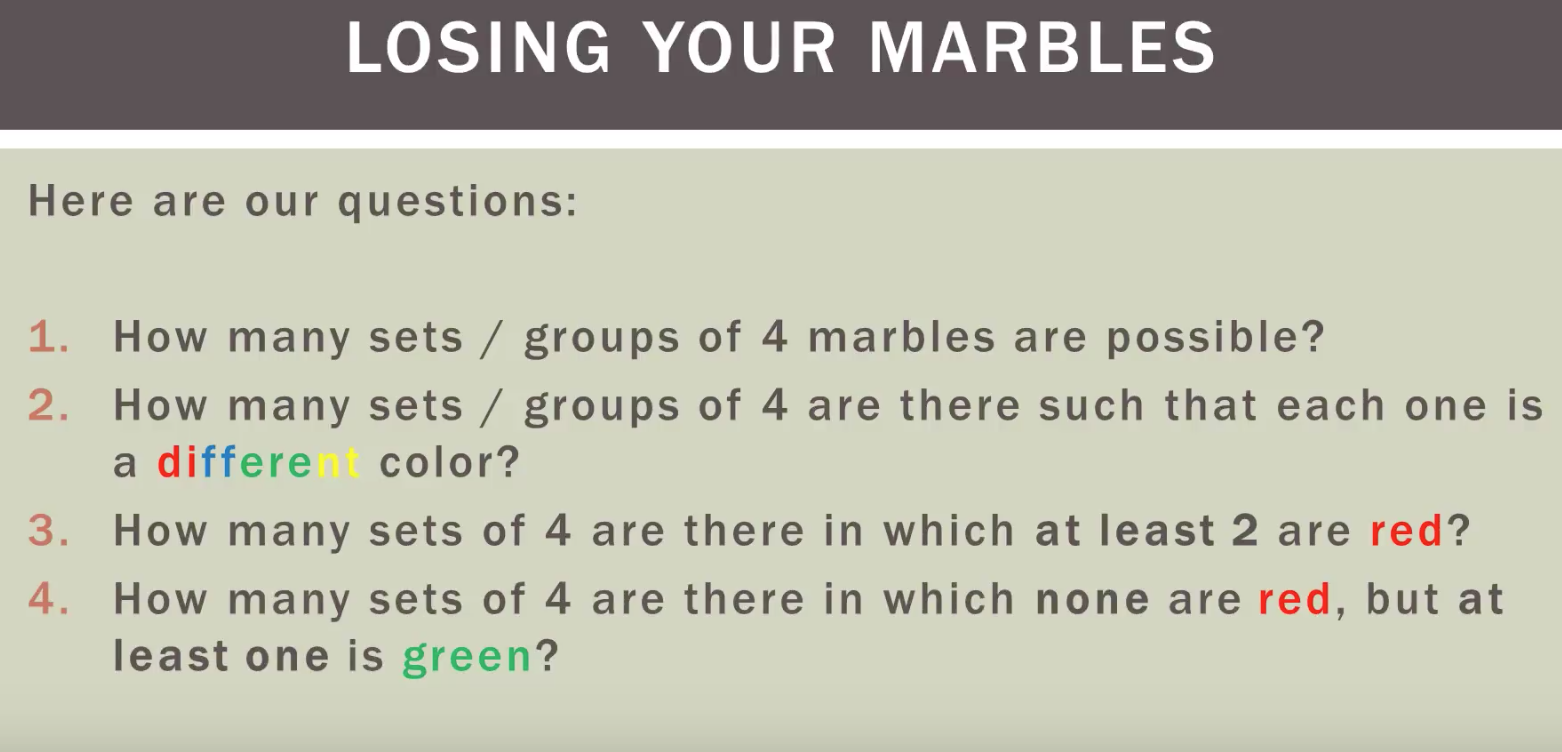 LOSING YOUR MARBLES
Here are our questions:
1. How many sets / groups of 4 marbles are possible?
2. How many sets / groups of 4 are there such that each one is
a different color?
3. How many sets of 4 are there in which at least 2 are red?
4. How many sets of 4 are there in which none are red, but at
least one is green?